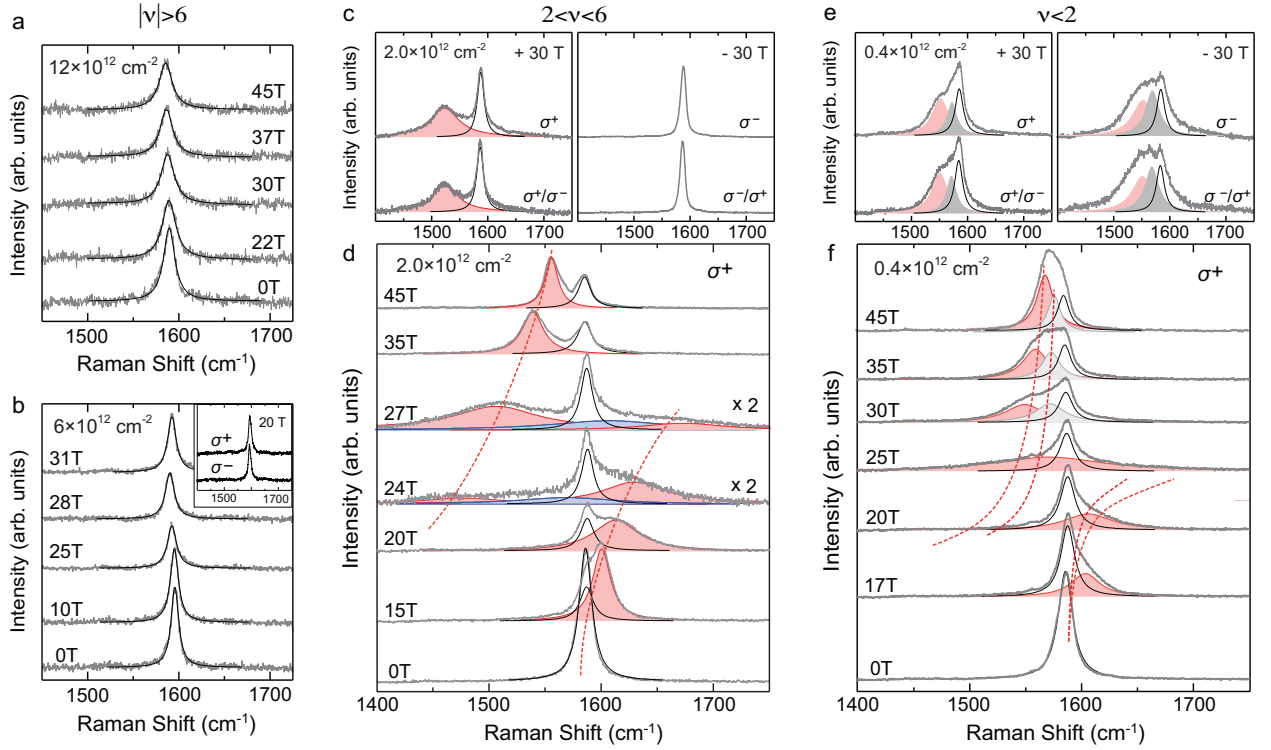 a
|ν|>6
12×10¹² cm⁻²
45T
37T
30T
22T
0T
Intensity (arb. units)
1500 1600 1700
Raman Shift (cm⁻¹)
b
6×10¹² cm⁻²
31T
28T
25T
10T
0T
20 T
σ+
σ−
1500 1600 1700
Intensity (arb. units)
1500 1600 1700
Raman Shift (cm⁻¹)
c
2<ν<6
2.0×10¹² cm⁻² + 30 T
- 30 T
σ⁺
σ⁻
σ⁺/σ⁻
σ⁻/σ⁺
Intensity (arb. units)
1500 1600 1700
1500 1600 1700
d
2.0×10¹² cm⁻²
σ+
45T
35T
27T
x 2
24T
x 2
20T
15T
0T
Intensity (arb. units)
1400 1500 1600 1700
Raman Shift (cm⁻¹)
e
ν<2
0.4×10¹² cm⁻² + 30 T
- 30 T
σ⁺
σ⁻
σ⁺/σ⁻
σ⁻/σ⁺
Intensity (arb. units)
1500 1600 1700
1500 1600 1700
f
0.4×10¹² cm⁻²
σ+
45T
35T
30T
25T
20T
17T
0T
Intensity (arb. units)
1400 1500 1600 1700
Raman Shift (cm⁻¹)